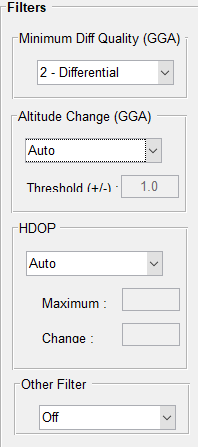 Filters
Minimum Diff Quality (GGA)
2 - Differential
Altitude Change (GGA)
Auto
Threshold (+/-) : 1.0
HDOP
Auto
Maximum :
Change :
Other Filter
Off